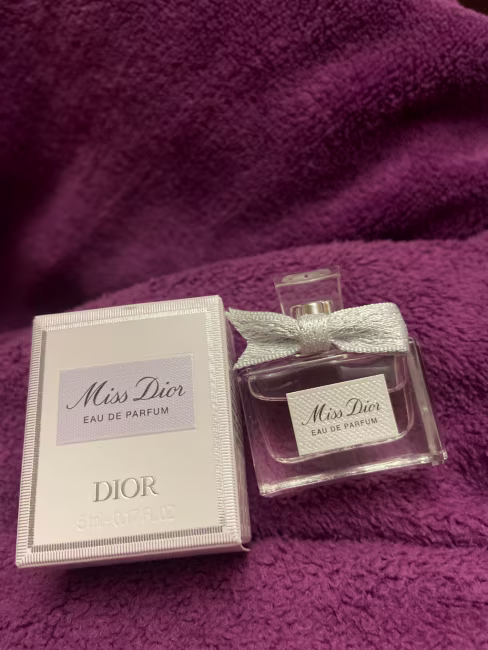 Miss Dior
EAU DE PARFUM
DIOR
5 ml - 0.17 FL.OZ
Miss Dior
EAU DE PARFUM